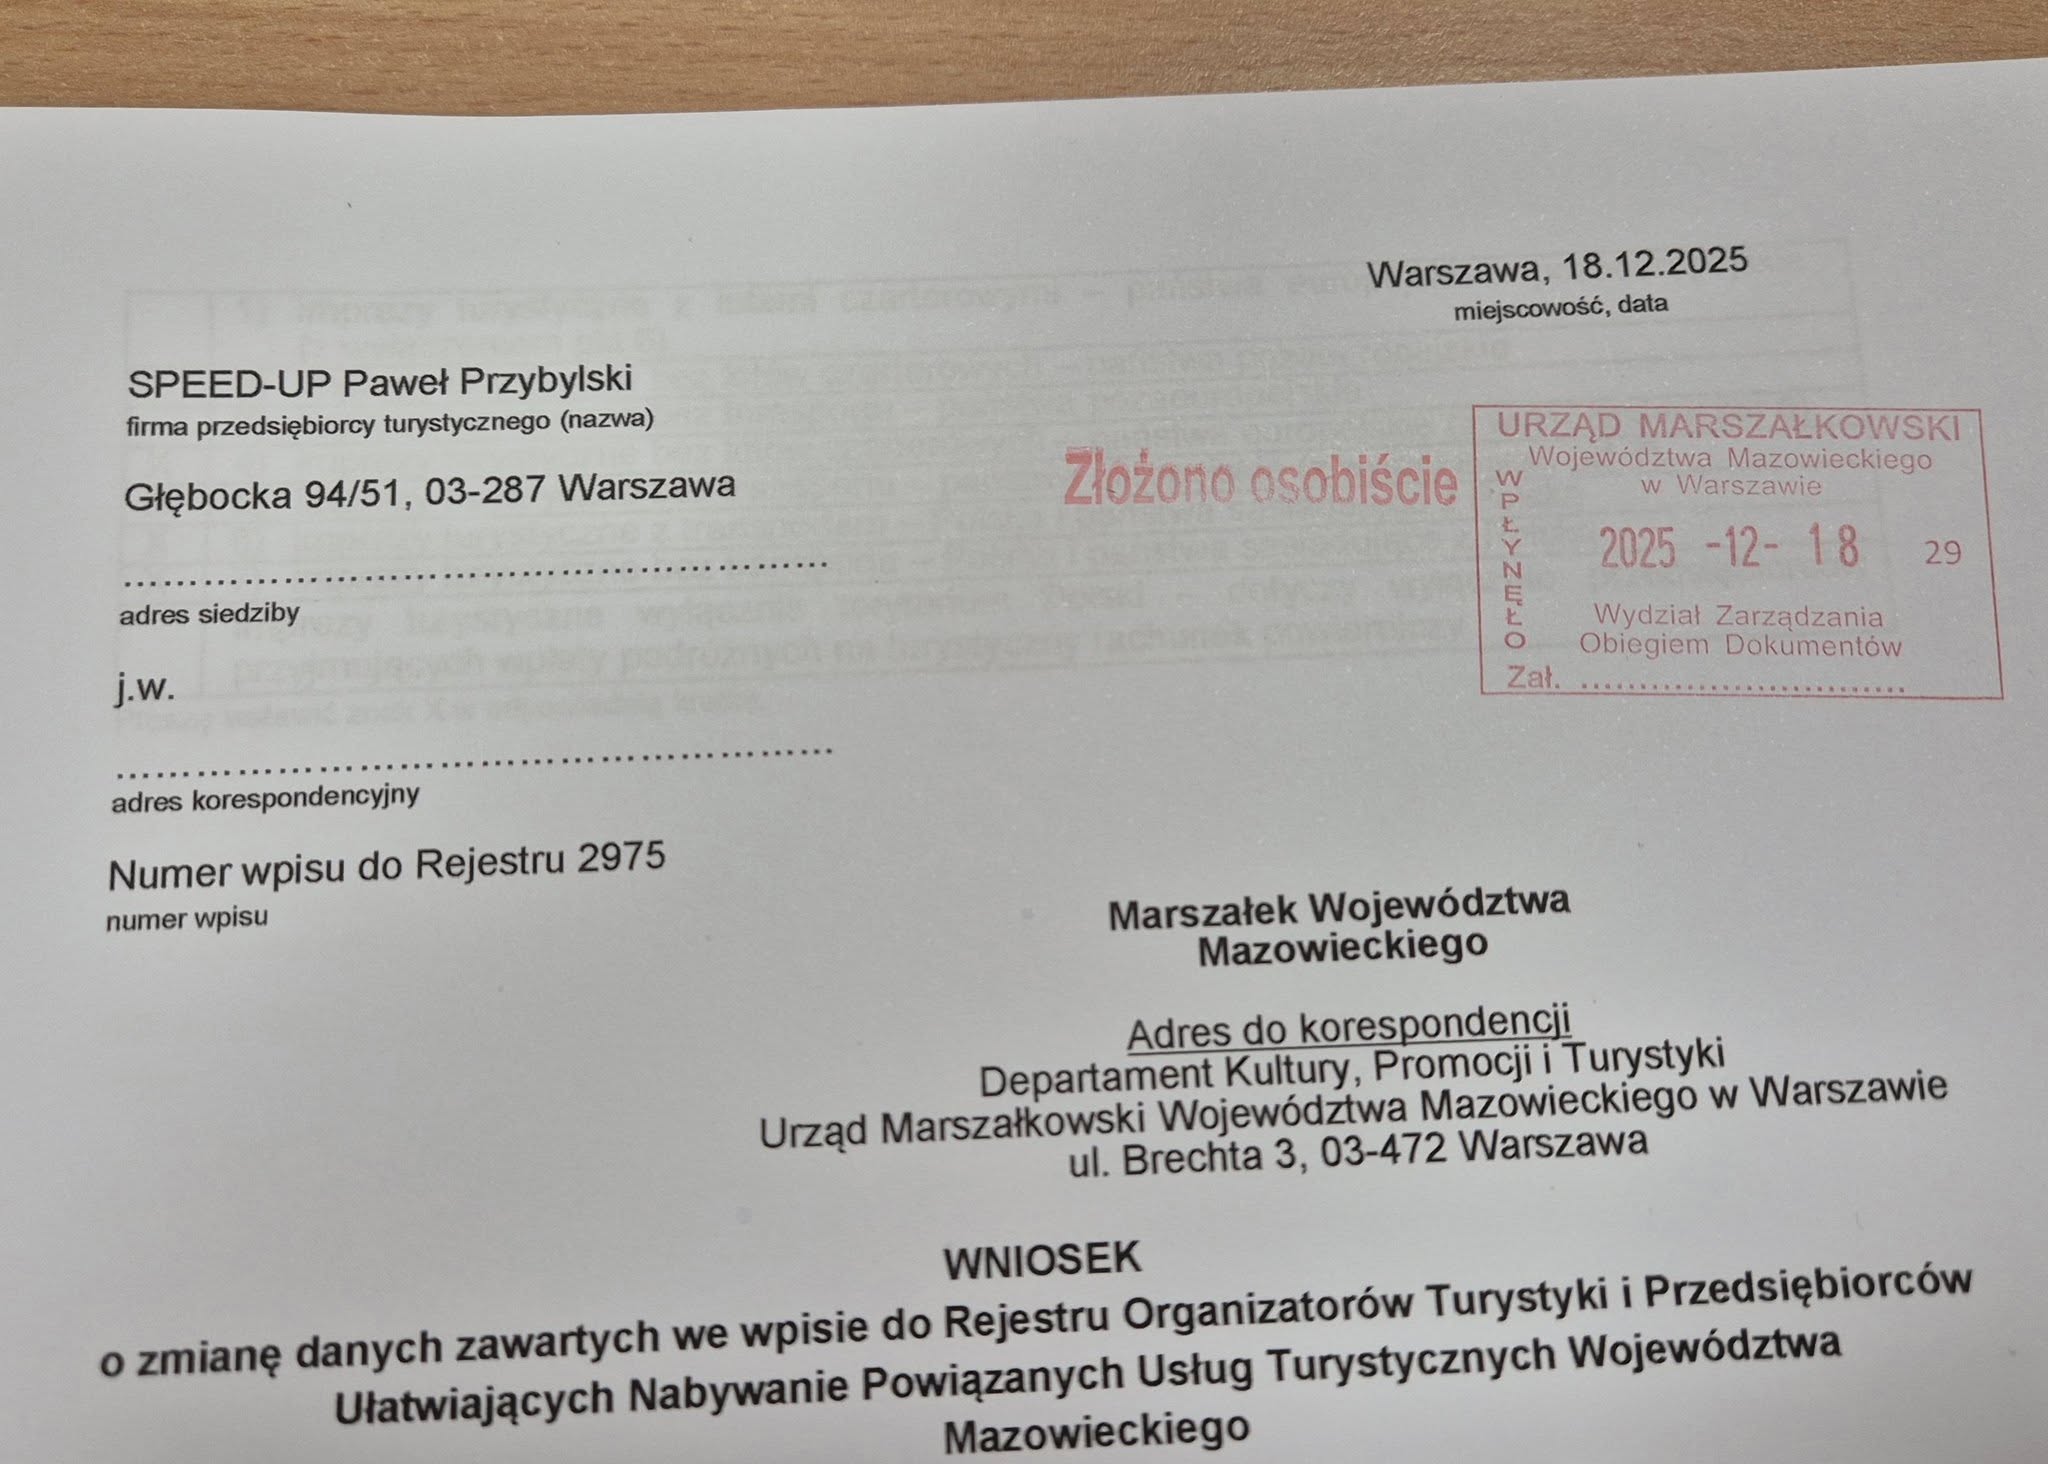 Warszawa, 18.12.2025
miejscowość, data
SPEED-UP Paweł Przybylski
firma przedsiębiorcy turystycznego (nazwa)
Głębocka 94/51, 03-287 Warszawa
adres siedziby
j.w.
adres korespondencyjny
Numer wpisu do Rejestru 2975
numer wpisu
Złożono osobiście
URZĄD MARSZAŁKOWSKI
Województwa Mazowieckiego
w Warszawie
WPŁYNĘŁO
2025 -12- 18 29
Wydział Zarządzania
Obiegiem Dokumentów
Zał. ..............................
Marszałek Województwa
Mazowieckiego
Adres do korespondencji
Departament Kultury, Promocji i Turystyki
Urząd Marszałkowski Województwa Mazowieckiego w Warszawie
ul. Brechta 3, 03-472 Warszawa
WNIOSEK
o zmianę danych zawartych we wpisie do Rejestru Organizatorów Turystyki i Przedsiębiorców
Ułatwiających Nabywanie Powiązanych Usług Turystycznych Województwa
Mazowieckiego